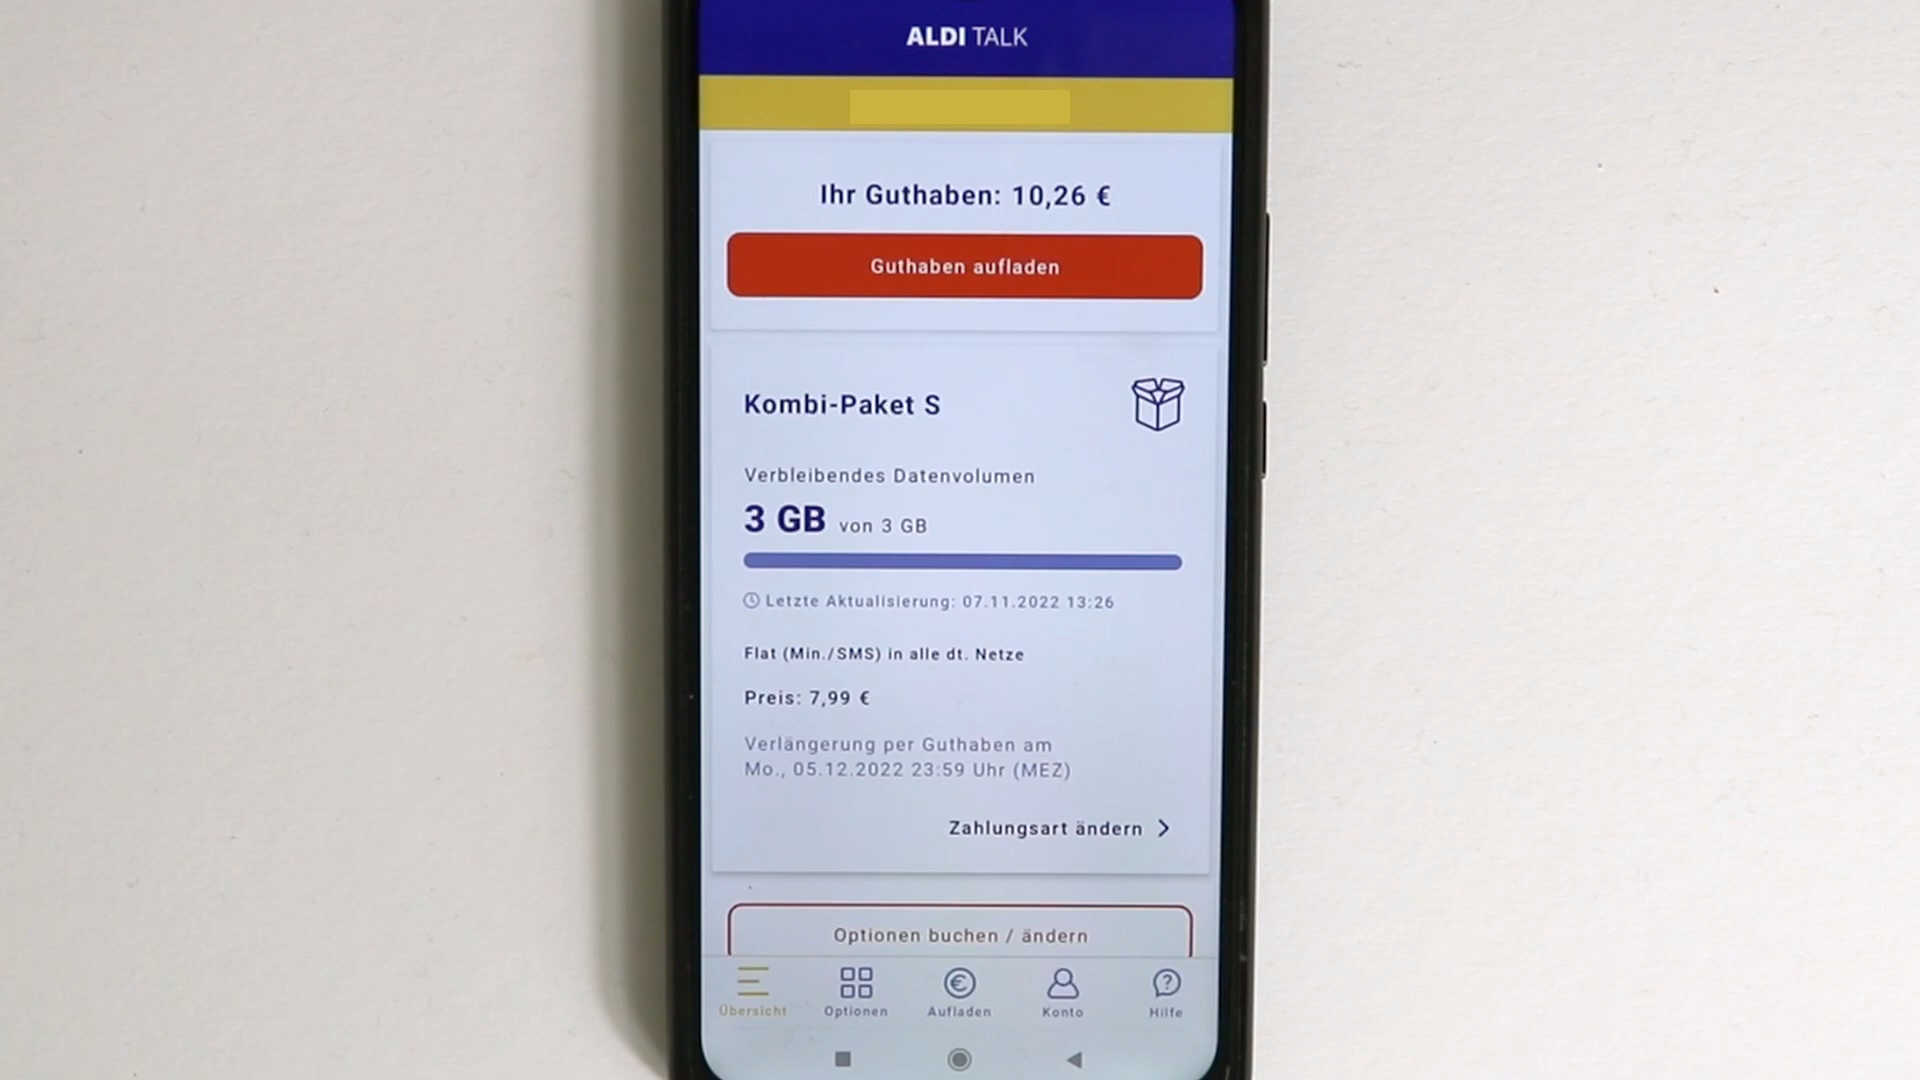 ALDI TALK
Ihr Guthaben: 10,26 €
Guthaben aufladen
Kombi-Paket S
Verbleibendes Datenvolumen
3 GB von 3 GB
Letzte Aktualisierung: 07.11.2022 13:26
Flat (Min./SMS) in alle dt. Netze
Preis: 7,99 €
Verlängerung per Guthaben am
Mo., 05.12.2022 23:59 Uhr (MEZ)
Zahlungsart ändern
Optionen buchen / ändern
Übersicht Optionen Aufladen Konto Hilfe